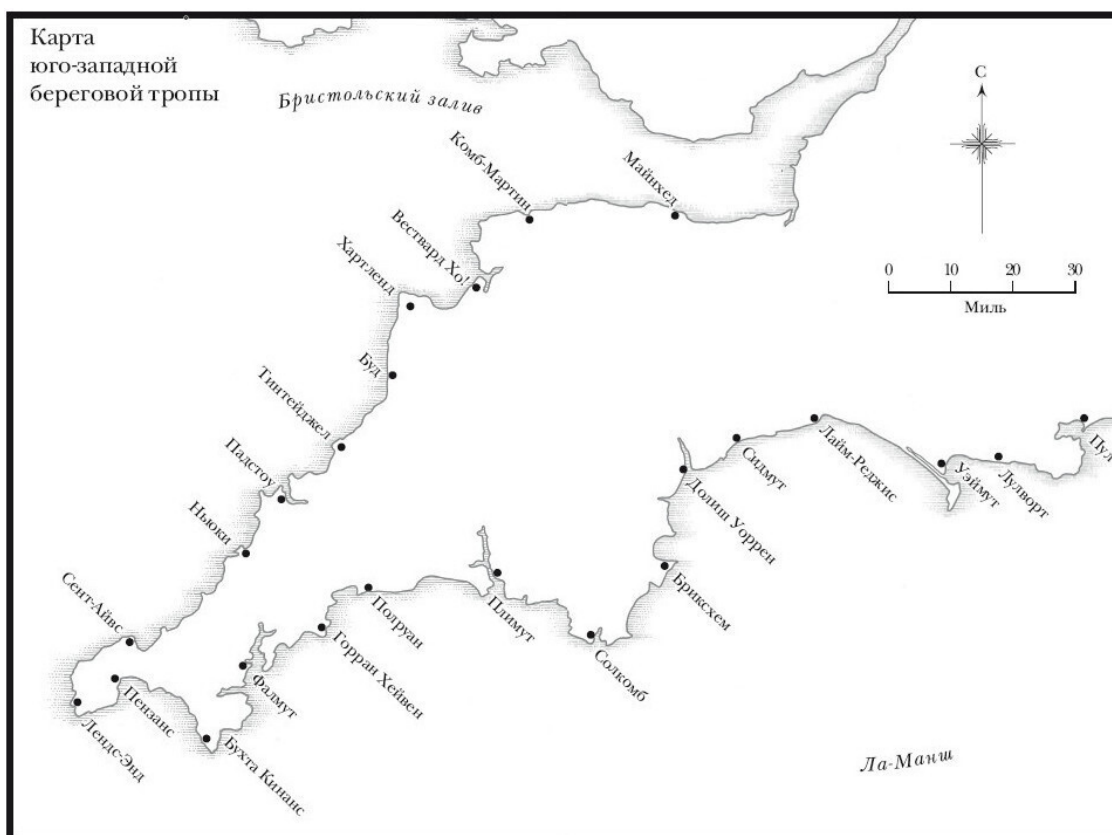 Карта
юго-западной
береговой тропы
Бристольский залив
С
Комб-Мартин
Майнхед
Вествард Хо!
Хартленд
0 10 20 30
Миль
Буд
Тинтейджел
Падстоу
Ньюки
Сент-Айвс
Лендс-Энд
Пензанс
Бухта Кинанс
Фалмут
Горран Хейвен
Полруан
Плимут
Солкомб
Бриксхем
Долиш Уоррен
Сидмут
Лайм-Реджис
Уэймут
Лулворт
Пул
Ла-Манш